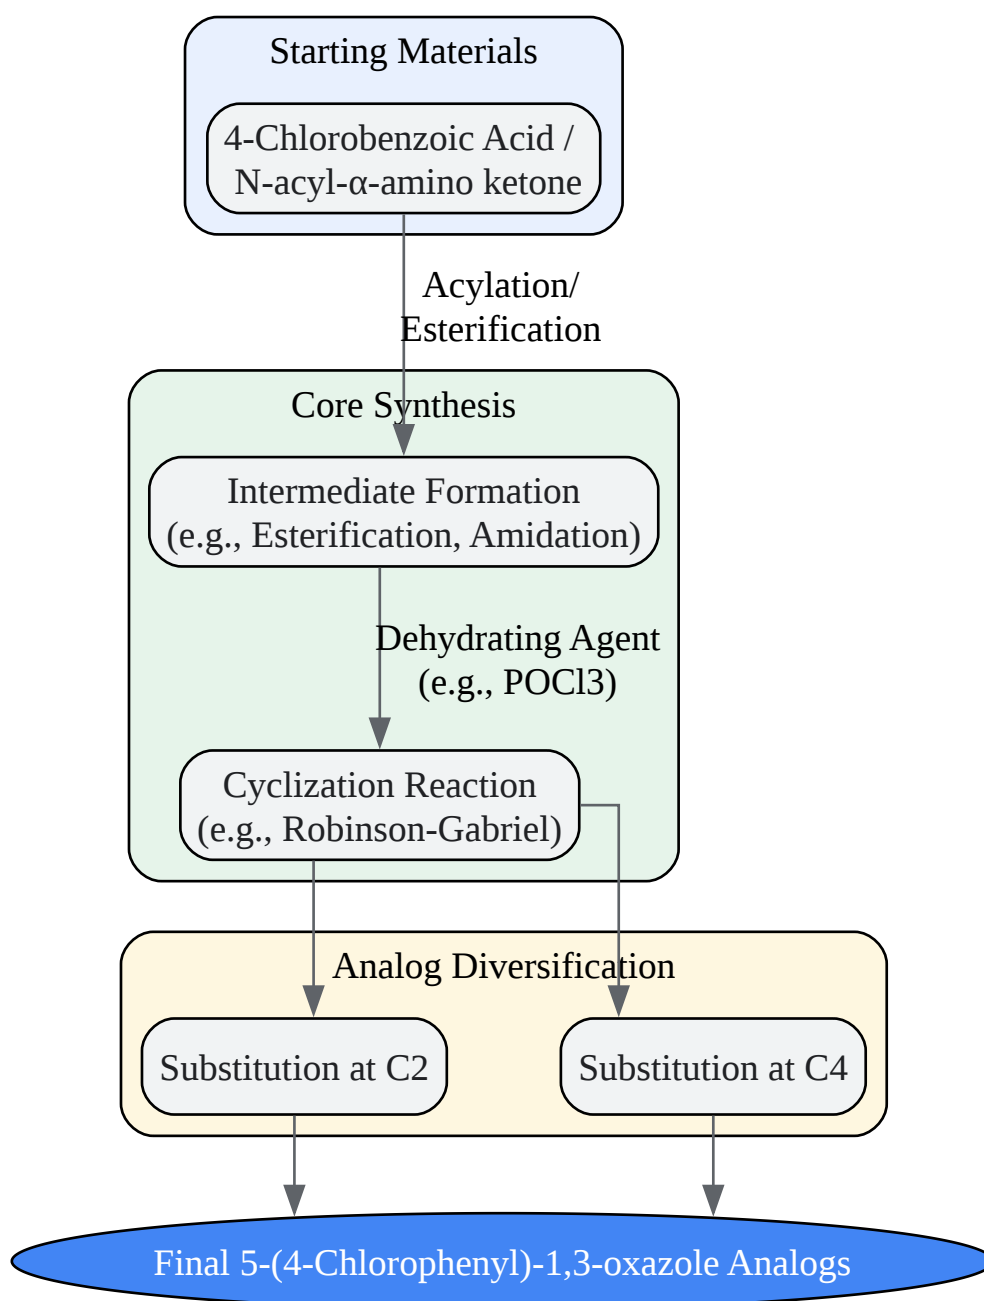 Starting Materials
4-Chlorobenzoic Acid /
N-acyl-α-amino ketone
Acylation/
Esterification
Core Synthesis
Intermediate Formation
(e.g., Esterification, Amidation)
Dehydrating Agent
(e.g., POCl3)
Cyclization Reaction
(e.g., Robinson-Gabriel)
Analog Diversification
Substitution at C2
Substitution at C4
Final 5-(4-Chlorophenyl)-1,3-oxazole Analogs